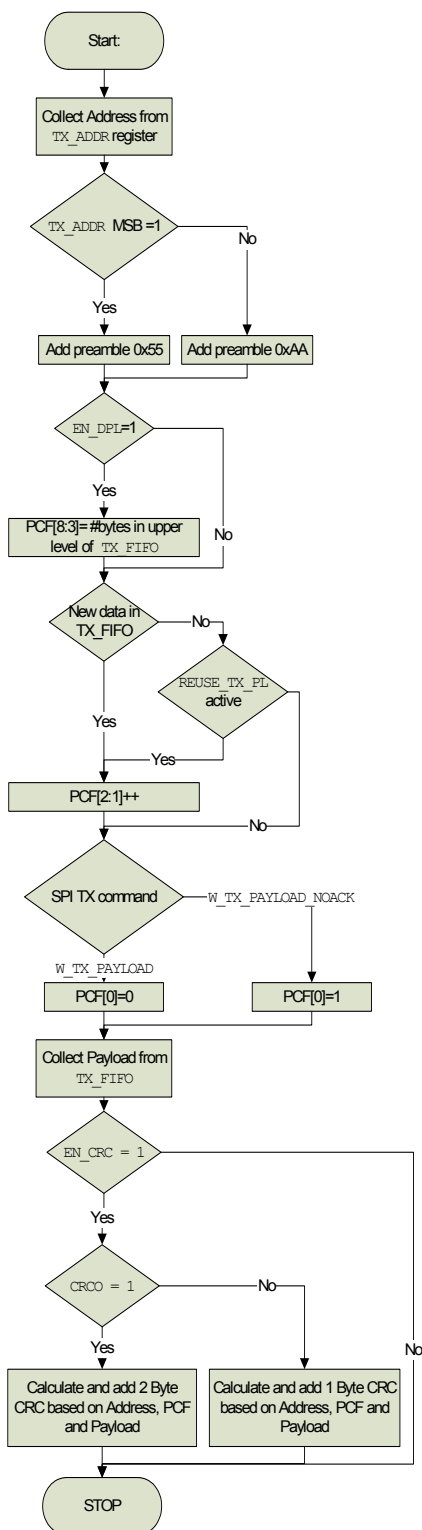 Start:
Collect Address from
TX_ADDR register
TX_ADDR MSB =1
No
Yes
Add preamble 0x55
Add preamble 0xAA
EN_DPL=1
Yes
No
PCF[8:3]= #bytes in upper
level of TX_FIFO
New data in
TX_FIFO
No
REUSE_TX_PL
active
Yes
Yes
PCF[2:1]++
No
SPI TX command
W_TX_PAYLOAD_NOACK
W_TX_PAYLOAD
PCF[0]=0
PCF[0]=1
Collect Payload from
TX_FIFO
EN_CRC = 1
Yes
CRCO = 1
No
Yes
No
Calculate and add 2 Byte
CRC based on Address, PCF
and Payload
Calculate and add 1 Byte CRC
based on Address, PCF and
Payload
STOP